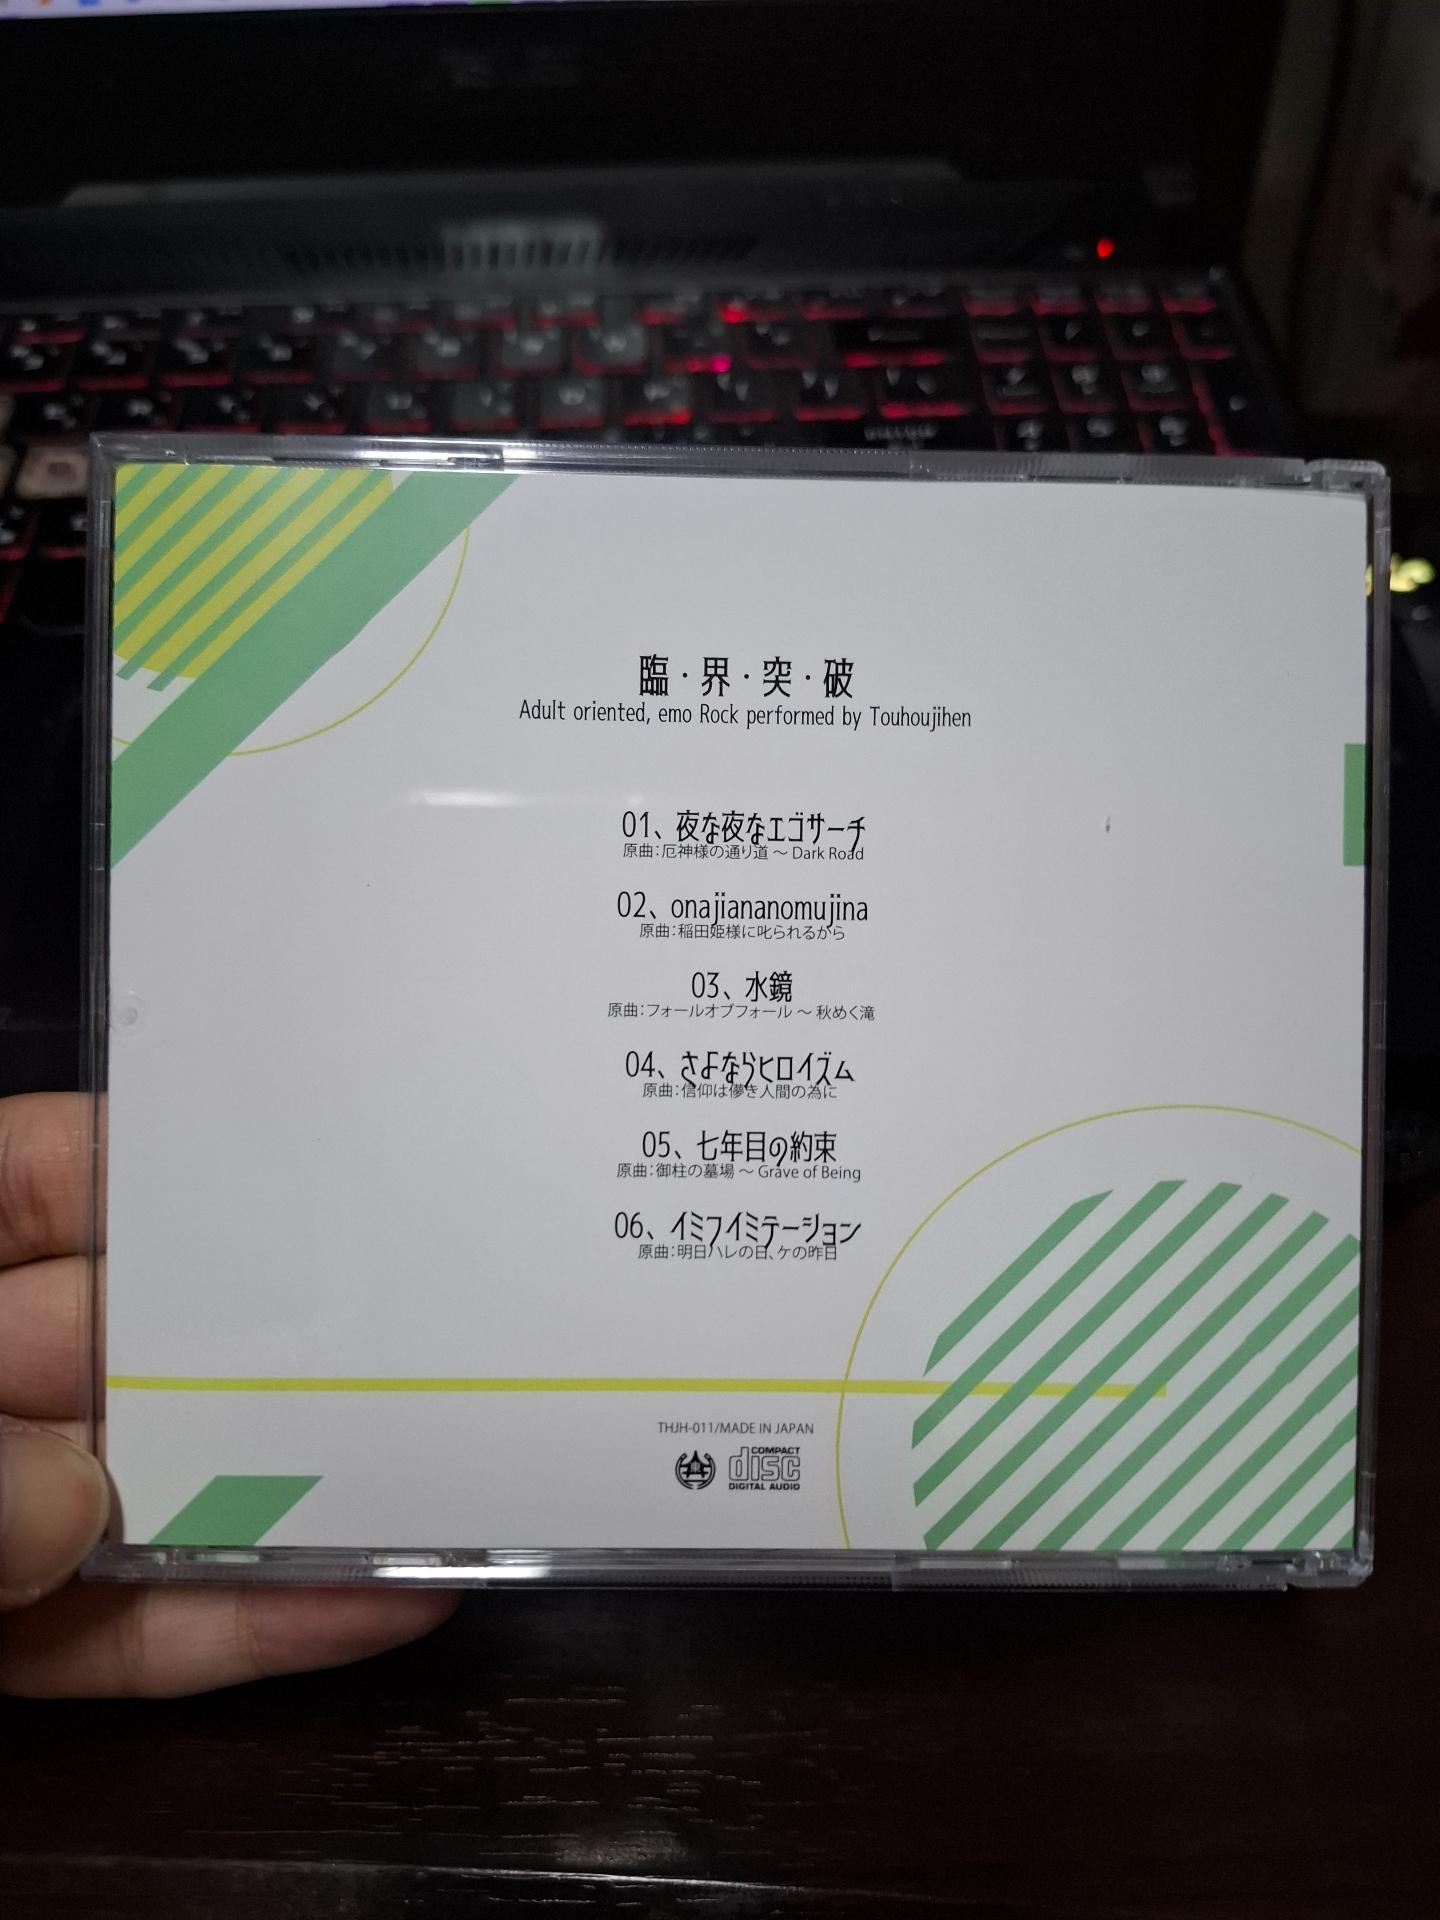 臨・界・突・破
Adult oriented, emo Rock performed by Touhoujihen
01、夜な夜なエゴサーチ
原曲：厄神様の通り道 ～ Dark Road
02、onajiananomujina
原曲：稲田姫様に叱られるから
03、水鏡
原曲：フォールオブフォール ～ 秋めく滝
04、さよならヒロイズム
原曲：信仰は儚き人間の為に
05、七年目の約束
原曲：御柱の墓場 ～ Grave of Being
06、イミフイミテーション
原曲：明日ハレの日、ケの昨日
THJH-011/MADE IN JAPAN
東
COMPACT
disc
DIGITAL AUDIO